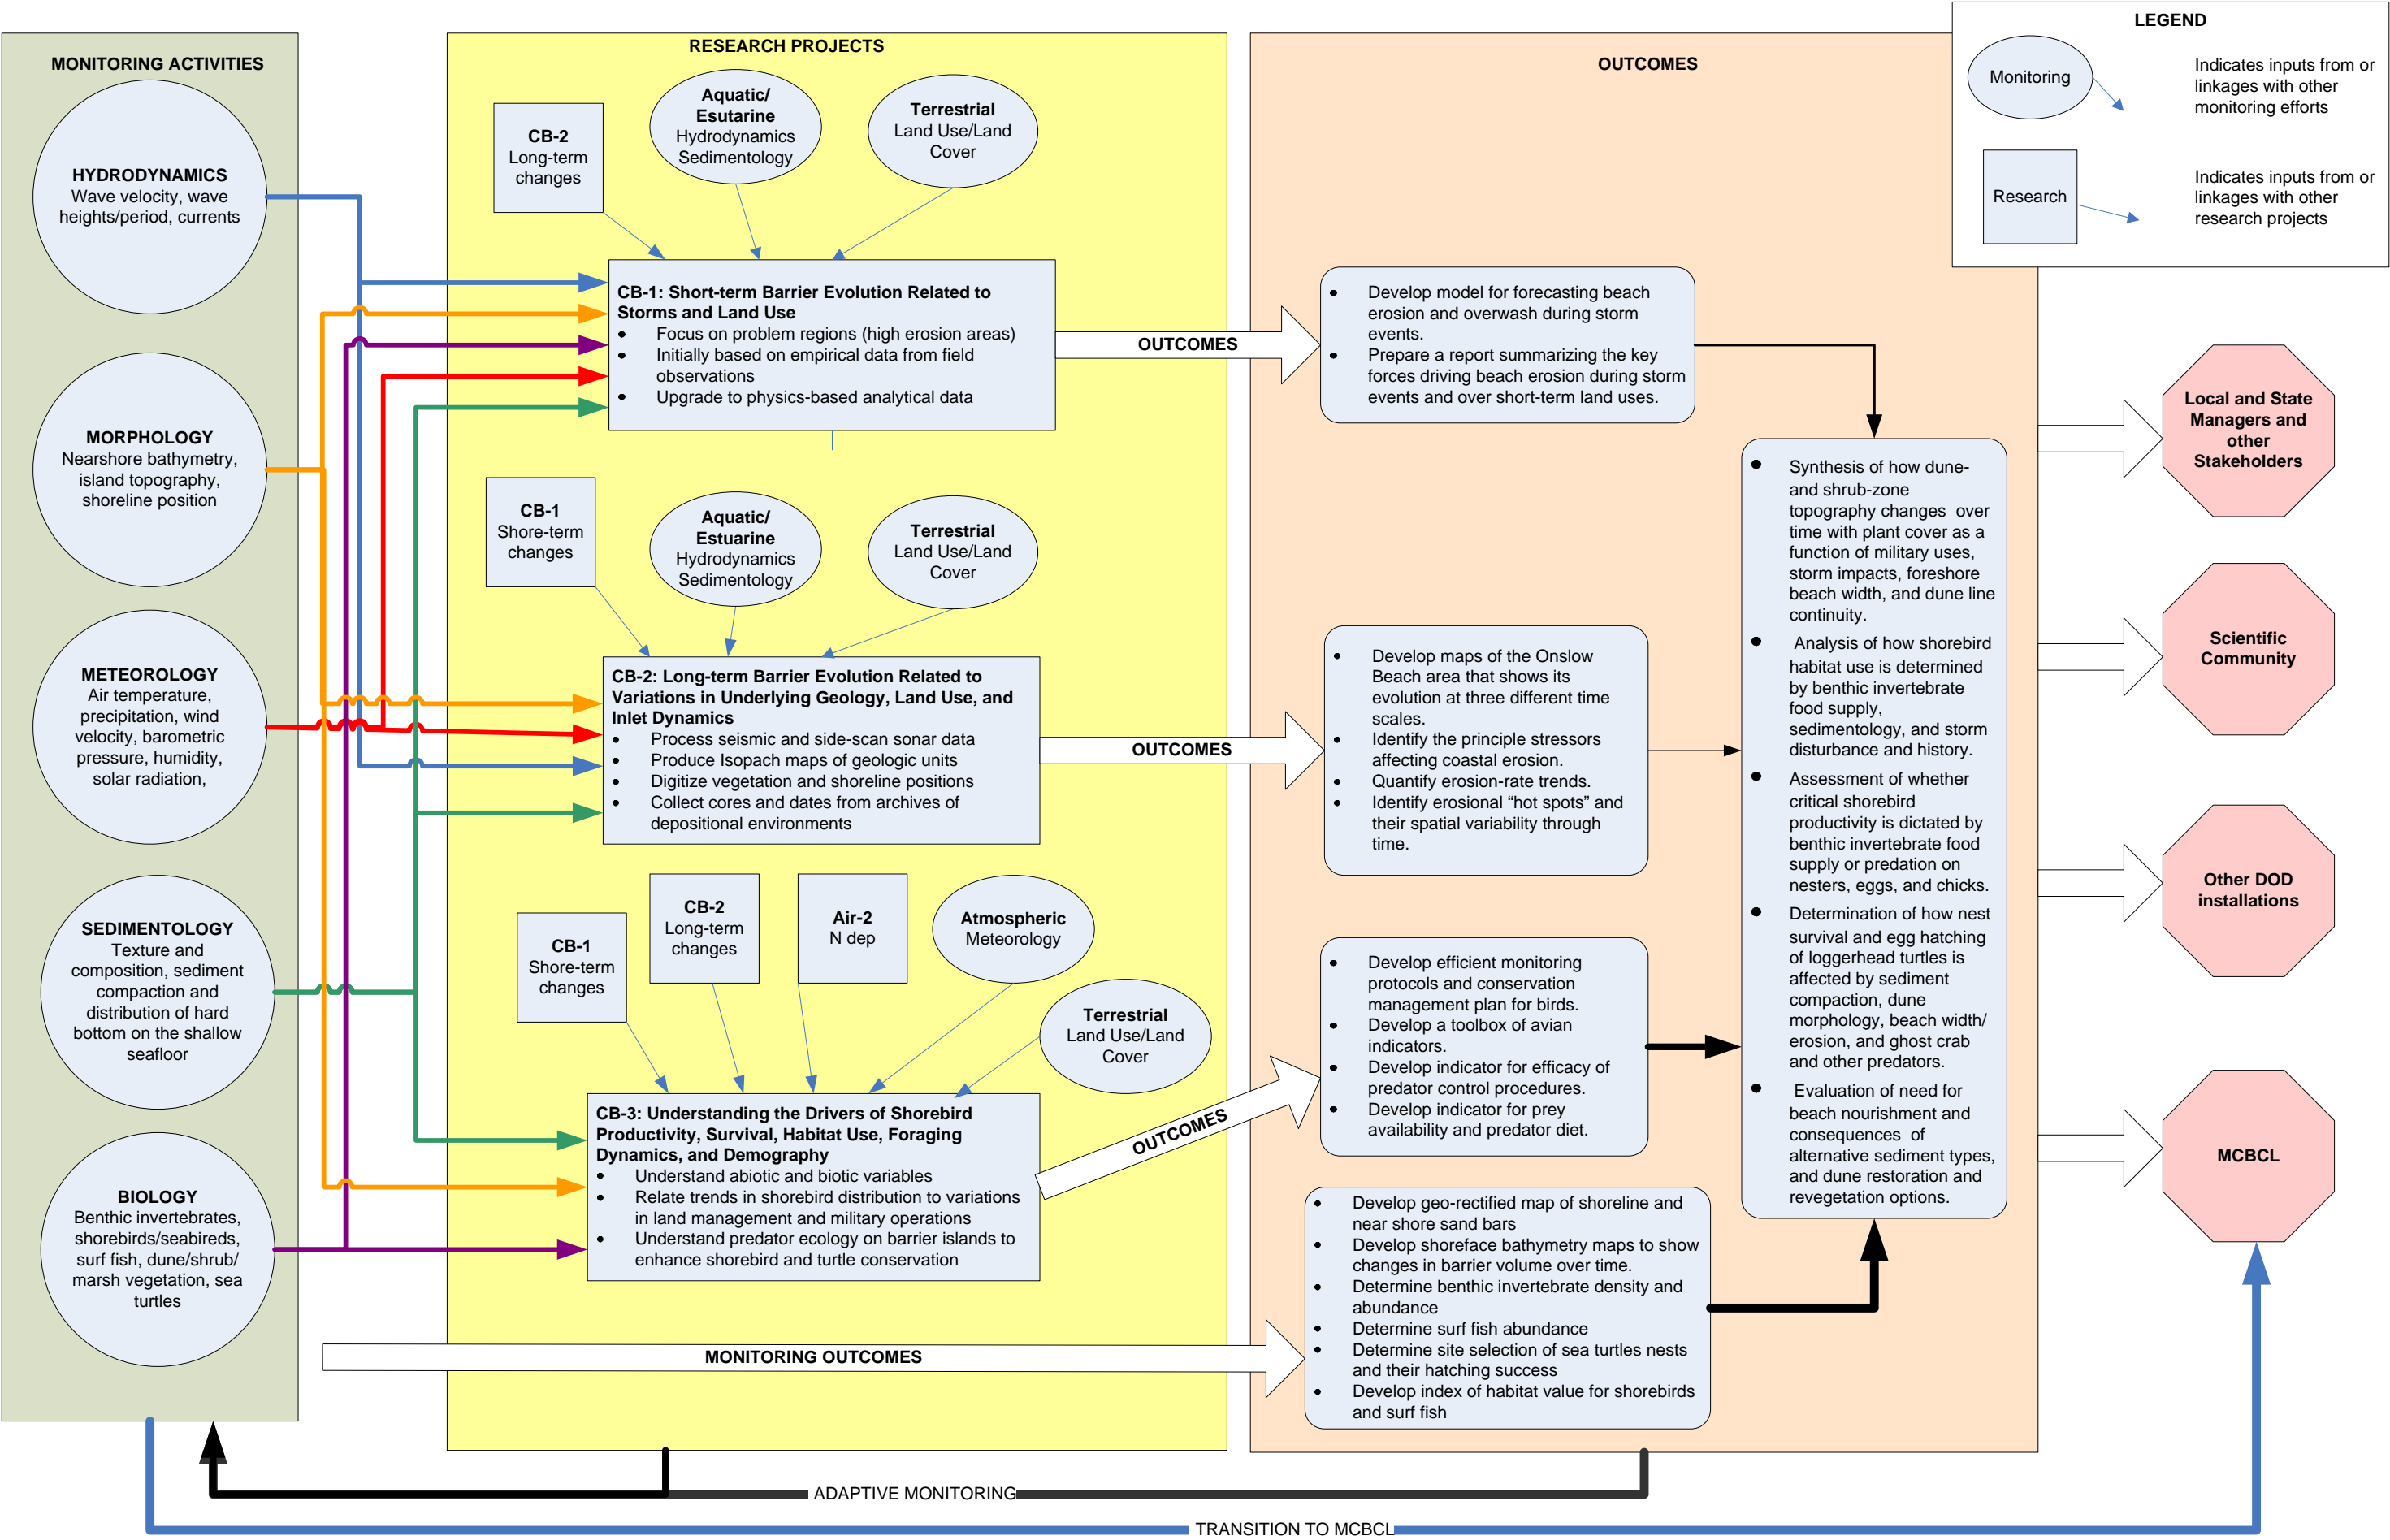 MONITORING ACTIVITIES
HYDRODYNAMICS
Wave velocity, wave
heights/period, currents
MORPHOLOGY
Nearshore bathymetry,
island topography,
shoreline position
METEOROLOGY
Air temperature,
precipitation, wind
velocity, barometric
pressure, humidity,
solar radiation,
SEDIMENTOLOGY
Texture and
composition, sediment
compaction and
distribution of hard
bottom on the shallow
seafloor
BIOLOGY
Benthic invertebrates,
shorebirds/seabireds,
surf fish, dune/shrub/
marsh vegetation, sea
turtles
RESEARCH PROJECTS
CB-2
Long-term
changes
Aquatic/
Esutarine
Hydrodynamics
Sedimentology
Terrestrial
Land Use/Land
Cover
CB-1: Short-term Barrier Evolution Related to
Storms and Land Use
• Focus on problem regions (high erosion areas)
• Initially based on empirical data from field
observations
• Upgrade to physics-based analytical data
CB-1
Shore-term
changes
Aquatic/
Estuarine
Hydrodynamics
Sedimentology
Terrestrial
Land Use/Land
Cover
CB-2: Long-term Barrier Evolution Related to
Variations in Underlying Geology, Land Use, and
Inlet Dynamics
• Process seismic and side-scan sonar data
• Produce Isopach maps of geologic units
• Digitize vegetation and shoreline positions
• Collect cores and dates from archives of
depositional environments
CB-1
Shore-term
changes
CB-2
Long-term
changes
Air-2
N dep
Atmospheric
Meteorology
Terrestrial
Land Use/Land
Cover
CB-3: Understanding the Drivers of Shorebird
Productivity, Survival, Habitat Use, Foraging
Dynamics, and Demography
• Understand abiotic and biotic variables
• Relate trends in shorebird distribution to variations
in land management and military operations
• Understand predator ecology on barrier islands to
enhance shorebird and turtle conservation
OUTCOMES
OUTCOMES
OUTCOMES
MONITORING OUTCOMES
OUTCOMES
• Develop model for forecasting beach
erosion and overwash during storm
events.
• Prepare a report summarizing the key
forces driving beach erosion during storm
events and over short-term land uses.
• Develop maps of the Onslow
Beach area that shows its
evolution at three different time
scales.
• Identify the principle stressors
affecting coastal erosion.
• Quantify erosion-rate trends.
• Identify erosional “hot spots” and
their spatial variability through
time.
• Develop efficient monitoring
protocols and conservation
management plan for birds.
• Develop a toolbox of avian
indicators.
• Develop indicator for efficacy of
predator control procedures.
• Develop indicator for prey
availability and predator diet.
• Develop geo-rectified map of shoreline and
near shore sand bars
• Develop shoreface bathymetry maps to show
changes in barrier volume over time.
• Determine benthic invertebrate density and
abundance
• Determine surf fish abundance
• Determine site selection of sea turtles nests
and their hatching success
• Develop index of habitat value for shorebirds
and surf fish
• Synthesis of how dune-
and shrub-zone
topography changes over
time with plant cover as a
function of military uses,
storm impacts, foreshore
beach width, and dune line
continuity.
• Analysis of how shorebird
habitat use is determined
by benthic invertebrate
food supply,
sedimentology, and storm
disturbance and history.
• Assessment of whether
critical shorebird
productivity is dictated by
benthic invertebrate food
supply or predation on
nesters, eggs, and chicks.
• Determination of how nest
survival and egg hatching
of loggerhead turtles is
affected by sediment
compaction, dune
morphology, beach width/
erosion, and ghost crab
and other predators.
• Evaluation of need for
beach nourishment and
consequences of
alternative sediment types,
and dune restoration and
revegetation options.
LEGEND
Monitoring
Indicates inputs from or
linkages with other
monitoring efforts
Research
Indicates inputs from or
linkages with other
research projects
Local and State
Managers and
other
Stakeholders
Scientific
Community
Other DOD
installations
MCBCL
ADAPTIVE MONITORING
TRANSITION TO MCBCL